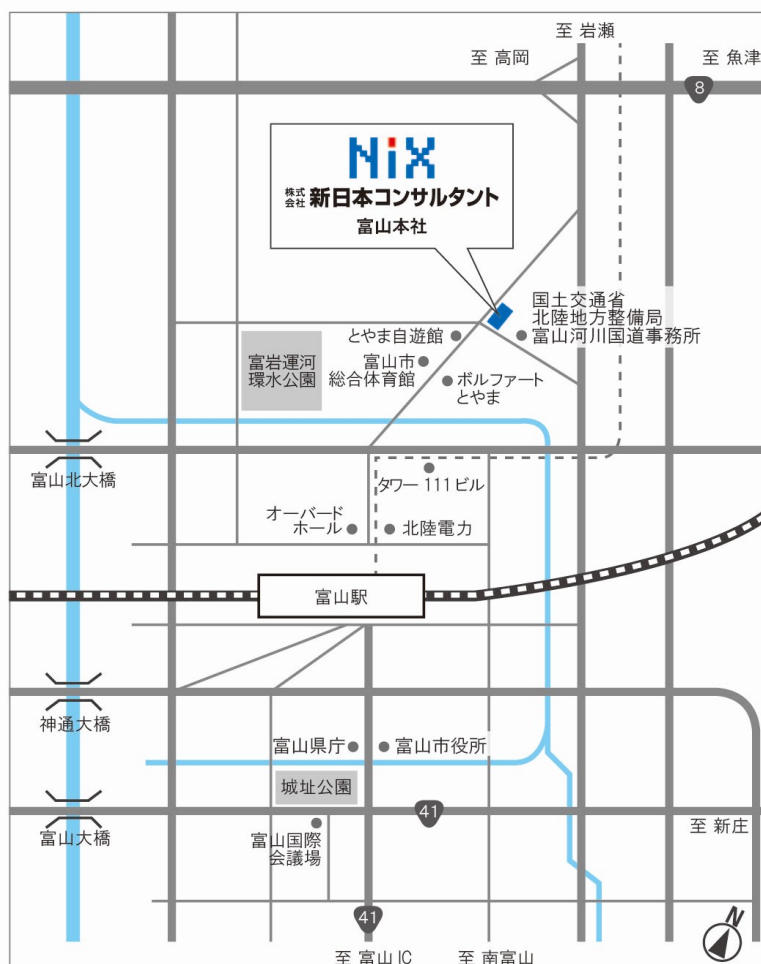 至 岩瀬
至 高岡
至 魚津
8
NiX
株式会社 新日本コンサルタント
富山本社
国土交通省
北陸地方整備局
富山河川国道事務所
とやま自遊館
富岩運河
環水公園
富山市
総合体育館
ボルファート
とやま
富山北大橋
タワー111ビル
オーバード
ホール
北陸電力
富山駅
神通大橋
富山県庁
富山市役所
城址公園
41
富山大橋
至 新庄
富山国際
会議場
41
N
至 富山IC
至 南富山